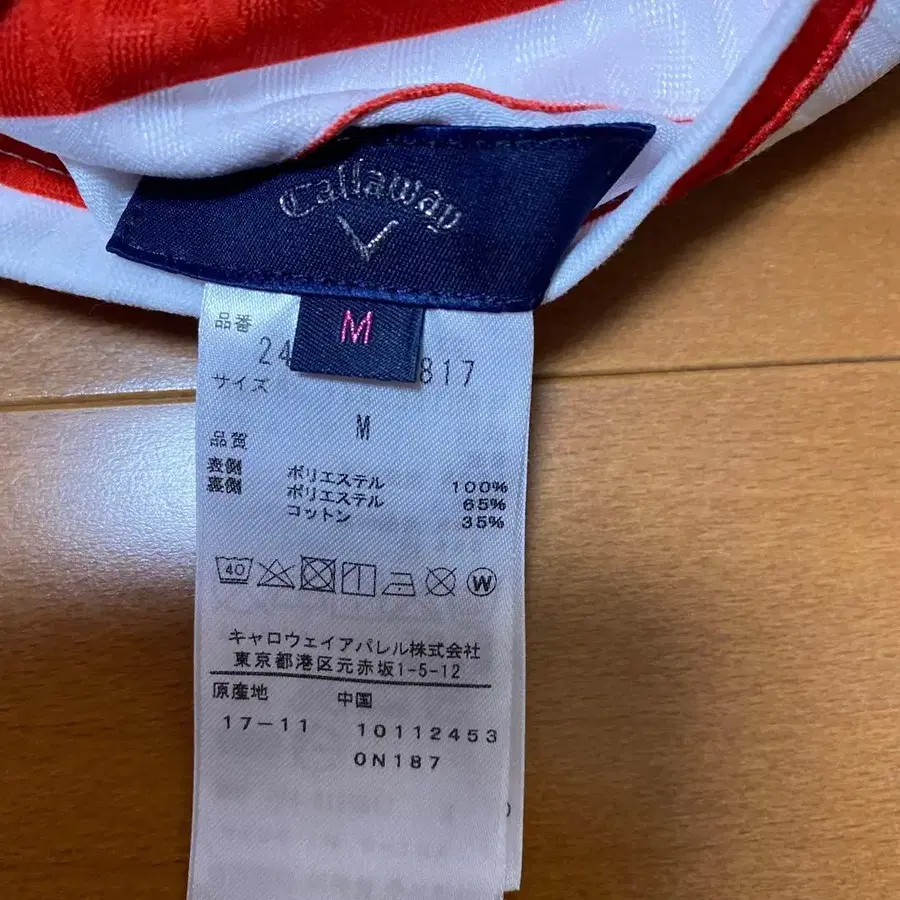 Callaway
M
品番
24 817
サイズ
M
品質
表側 ポリエステル 100%
裏側 ポリエステル 65%
コットン 35%
40
W
キャロウェイアパレル株式会社
東京都港区元赤坂1-5-12
原産地 中国
17-11 10112453
0N187